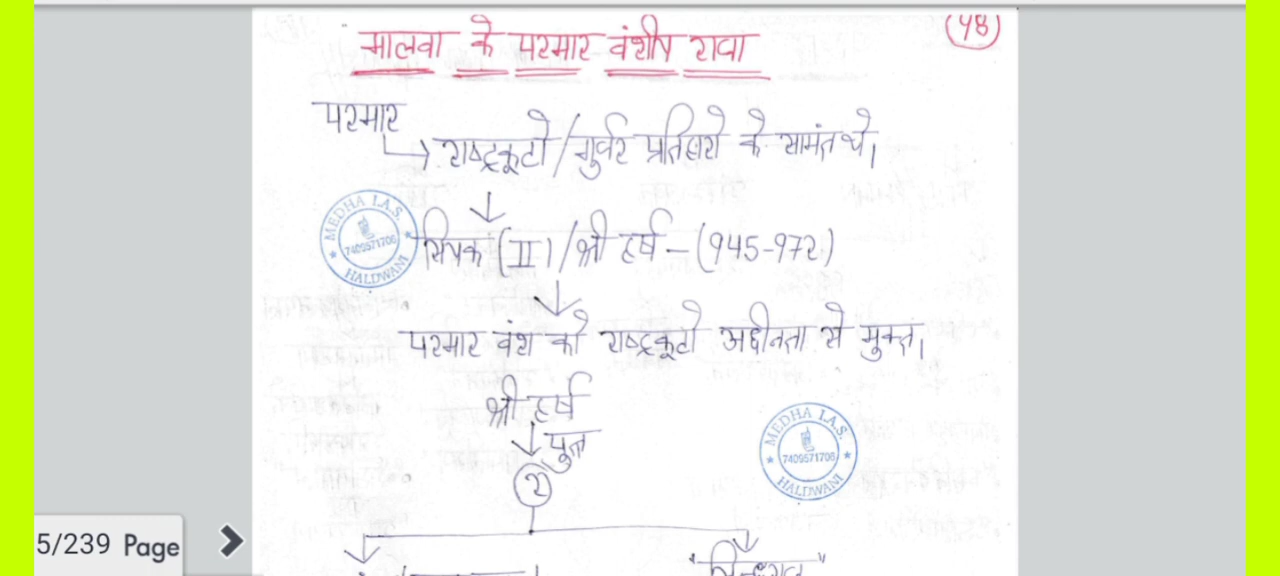 मालवा के परमार वंशीय राजा
(48)
परमार
→ राष्ट्रकूटो/गुर्जर प्रतिहारो के सामंत थे।
सियक (II)/श्री हर्ष - (945-972)
MEDHA I.A.S.
7409571706
HALDWANI
परमार वंश को राष्ट्रकूटो अधीनता से मुक्त।
श्री हर्ष
↓ पुत्र
2
MEDHA I.A.S.
7409571706
HALDWANI
5/239 Page